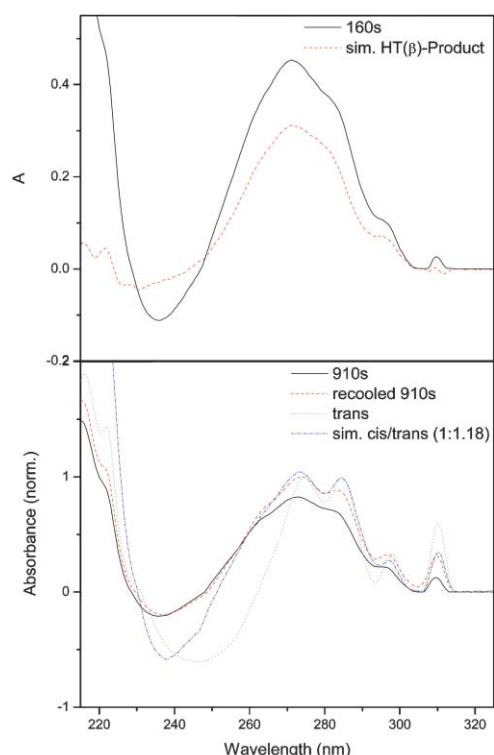 160s
sim. HT(β)-Product
0.4
0.2
0.0
-0.2
A
2
910s
recooled 910s
trans
sim. cis/trans (1:1.18)
1
0
-1
Absorbance (norm.)
220 240 260 280 300 320
Wavelength (nm)